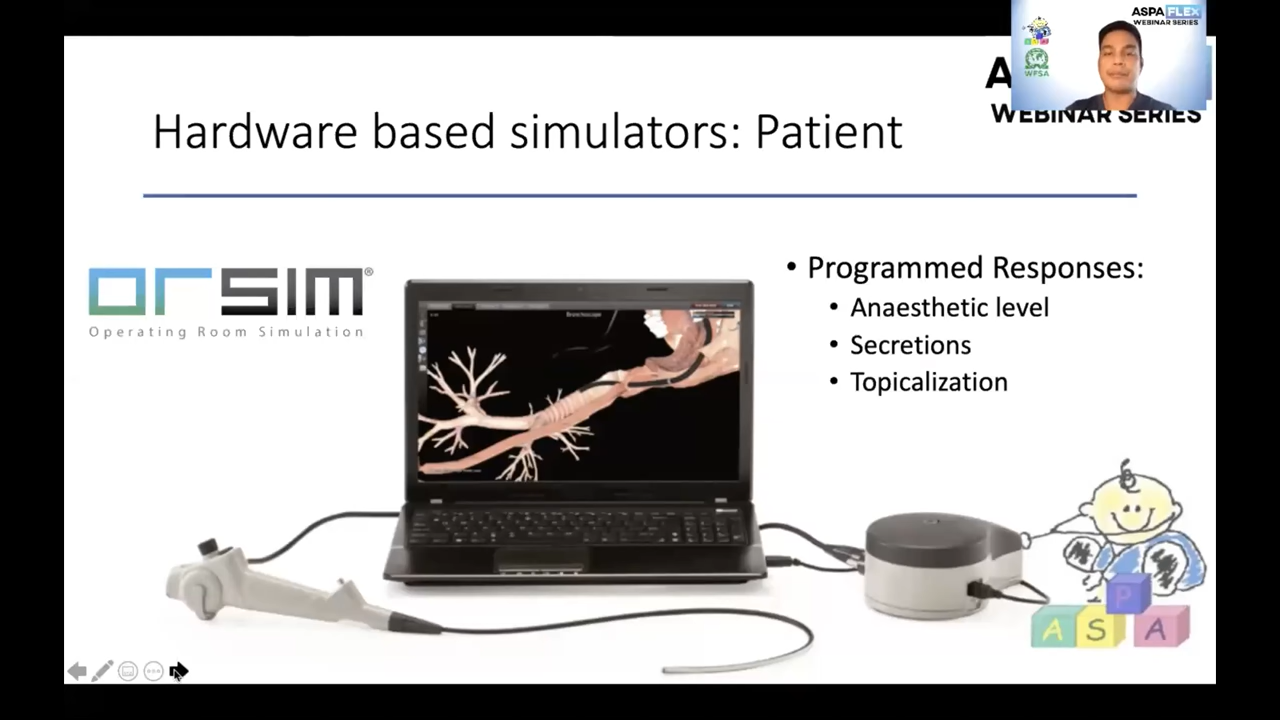 ASPA FLEX
WEBINAR SERIES
WFSA
A
WEBINAR SERIES
Hardware based simulators: Patient
orsim®
Operating Room Simulation
• Programmed Responses:
• Anaesthetic level
• Secretions
• Topicalization
Bronchoscope
A S P A